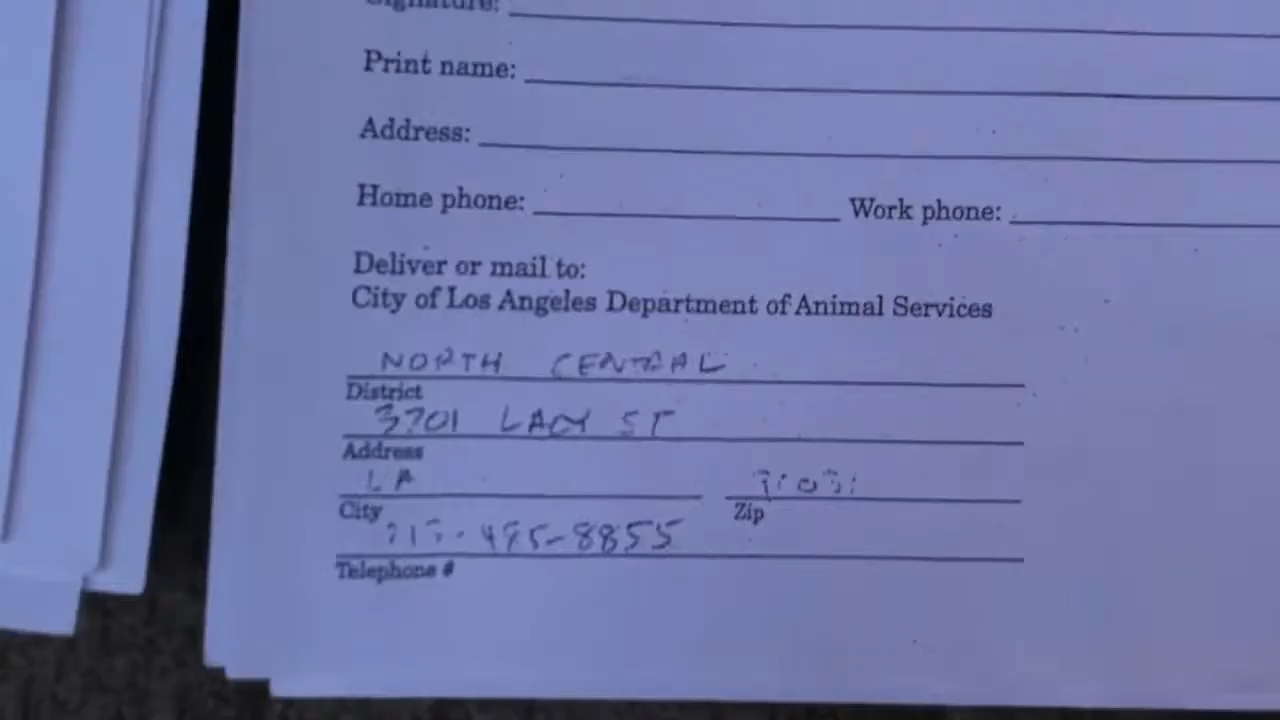 Signature:
Print name:
Address:
Home phone: Work phone:
Deliver or mail to:
City of Los Angeles Department of Animal Services
NORTH CENTRAL
District
3701 LACY ST
Address
LA
City Zip
Telephone #